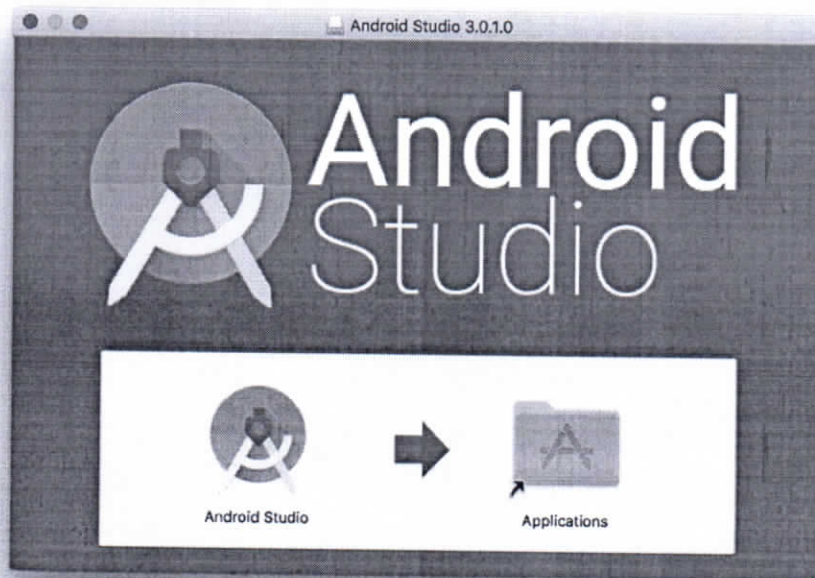 Android Studio 3.0.1.0
Android
Studio
Android Studio
Applications